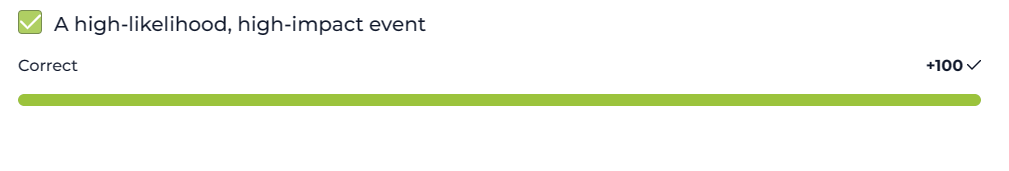 A high-likelihood, high-impact event
Correct +100